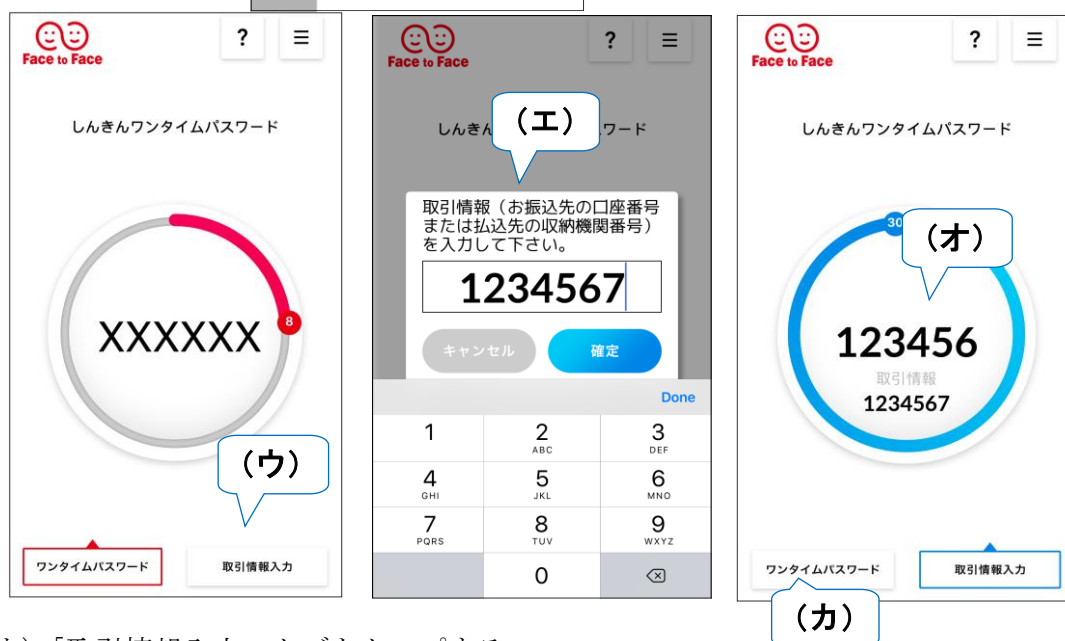 Face to Face
?
しんきんワンタイムパスワード
XXXXXX
8
(ウ)
ワンタイムパスワード
取引情報入力
Face to Face
?
しんき
ワード
(エ)
取引情報（お振込先の口座番号
または払込先の収納機関番号）
を入力して下さい。
1234567
キャンセル
確定
Done
1
2
ABC
3
DEF
4
GHI
5
JKL
6
MNO
7
PQRS
8
TUV
9
WXYZ
0
Face to Face
?
しんきんワンタイムパスワード
30
(オ)
123456
取引情報
1234567
ワンタイムパスワード
取引情報入力
(カ)